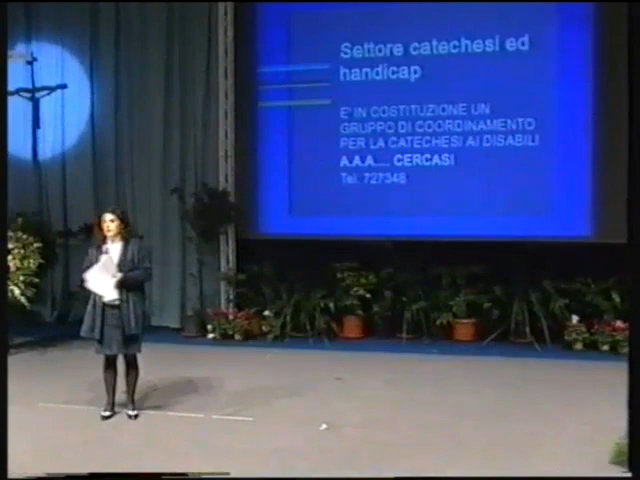 Settore catechesi ed
handicap
E' IN COSTITUZIONE UN
GRUPPO DI COORDINAMENTO
PER LA CATECHESI AI DISABILI
A.A.A.... CERCASI
Tel. 727348